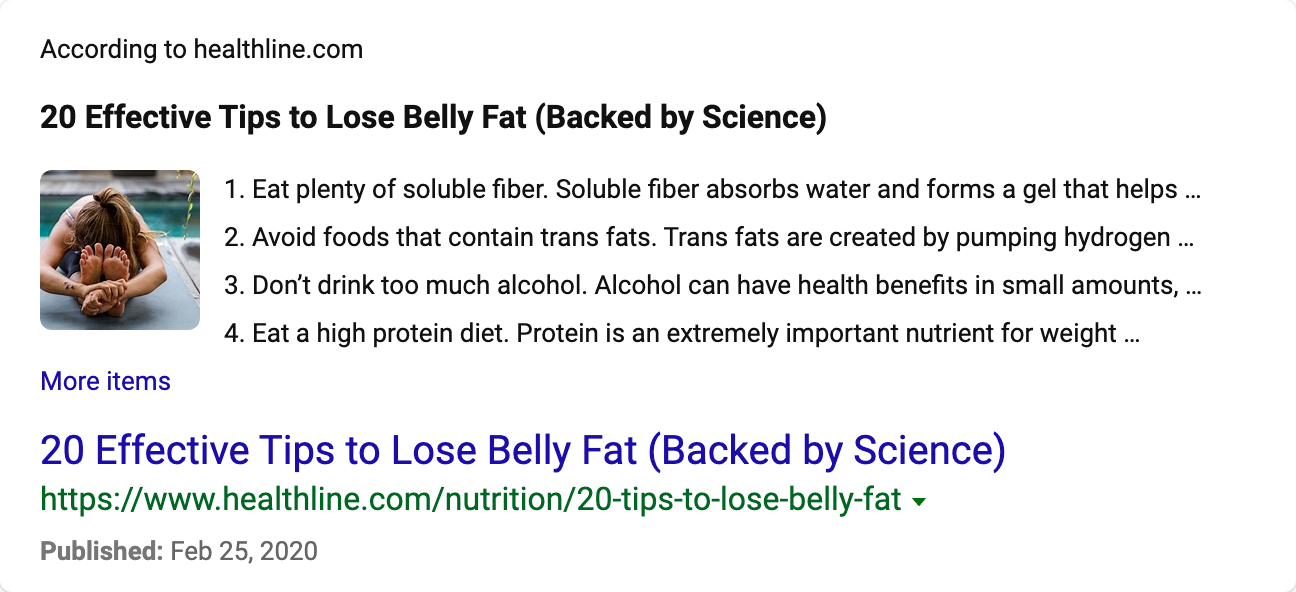 According to healthline.com
20 Effective Tips to Lose Belly Fat (Backed by Science)
1. Eat plenty of soluble fiber. Soluble fiber absorbs water and forms a gel that helps ...
2. Avoid foods that contain trans fats. Trans fats are created by pumping hydrogen ...
3. Don’t drink too much alcohol. Alcohol can have health benefits in small amounts, ...
4. Eat a high protein diet. Protein is an extremely important nutrient for weight ...
More items
20 Effective Tips to Lose Belly Fat (Backed by Science)
https://www.healthline.com/nutrition/20-tips-to-lose-belly-fat
Published: Feb 25, 2020